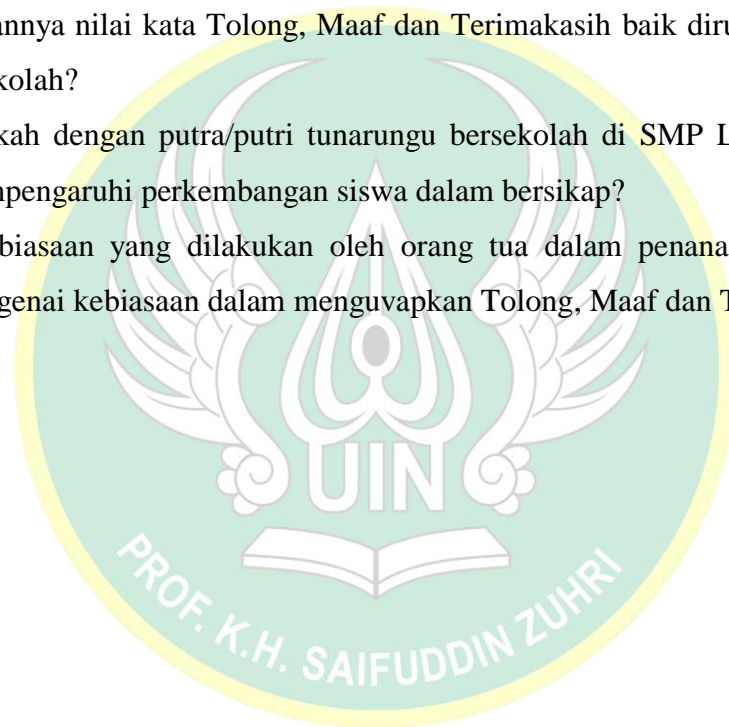 annya nilai kata Tolong, Maaf dan Terimakasih baik diru
kolah?
kah dengan putra/putri tunarungu bersekolah di SMP L
npengaruhi perkembangan siswa dalam bersikap?
biasaan yang dilakukan oleh orang tua dalam penana
genai kebiasaan dalam menguvapkan Tolong, Maaf dan T
UIN
PROF. K.H. SAIFUDDIN ZUHRI